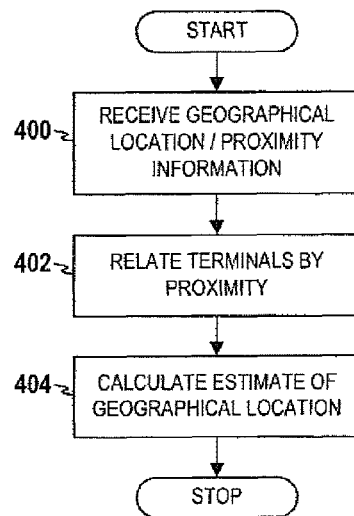 START
400
RECEIVE GEOGRAPHICAL
LOCATION / PROXIMITY
INFORMATION
402
RELATE TERMINALS BY
PROXIMITY
404
CALCULATE ESTIMATE OF
GEOGRAPHICAL LOCATION
STOP